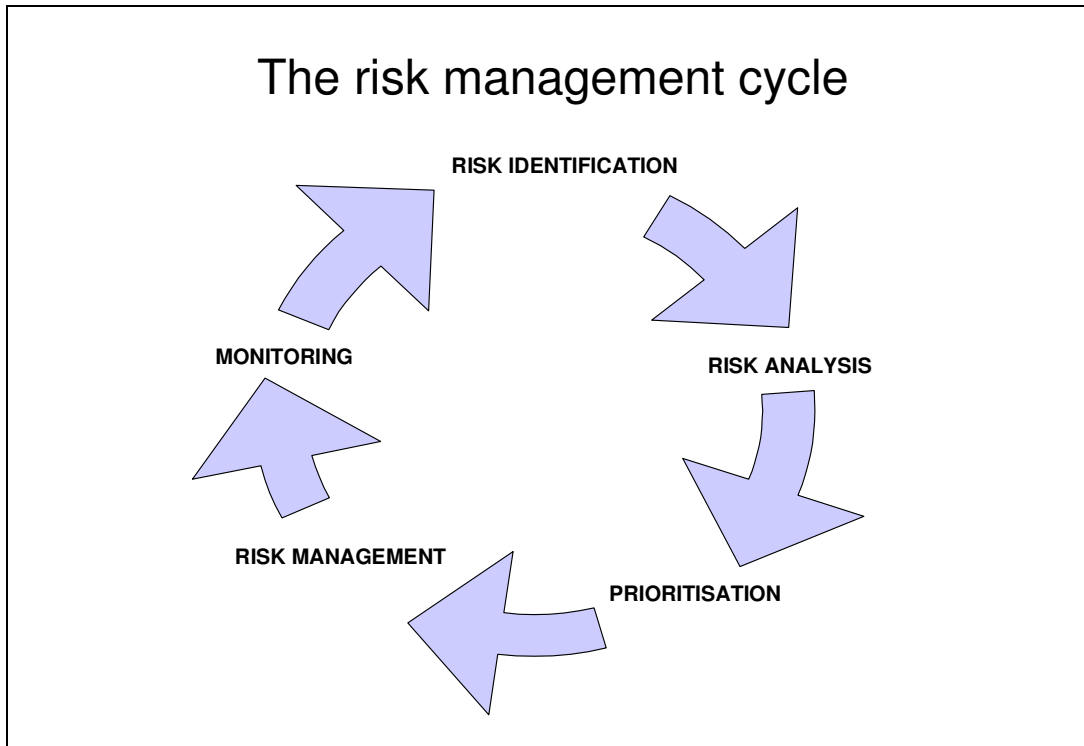 The risk management cycle
RISK IDENTIFICATION
RISK ANALYSIS
PRIORITISATION
RISK MANAGEMENT
MONITORING